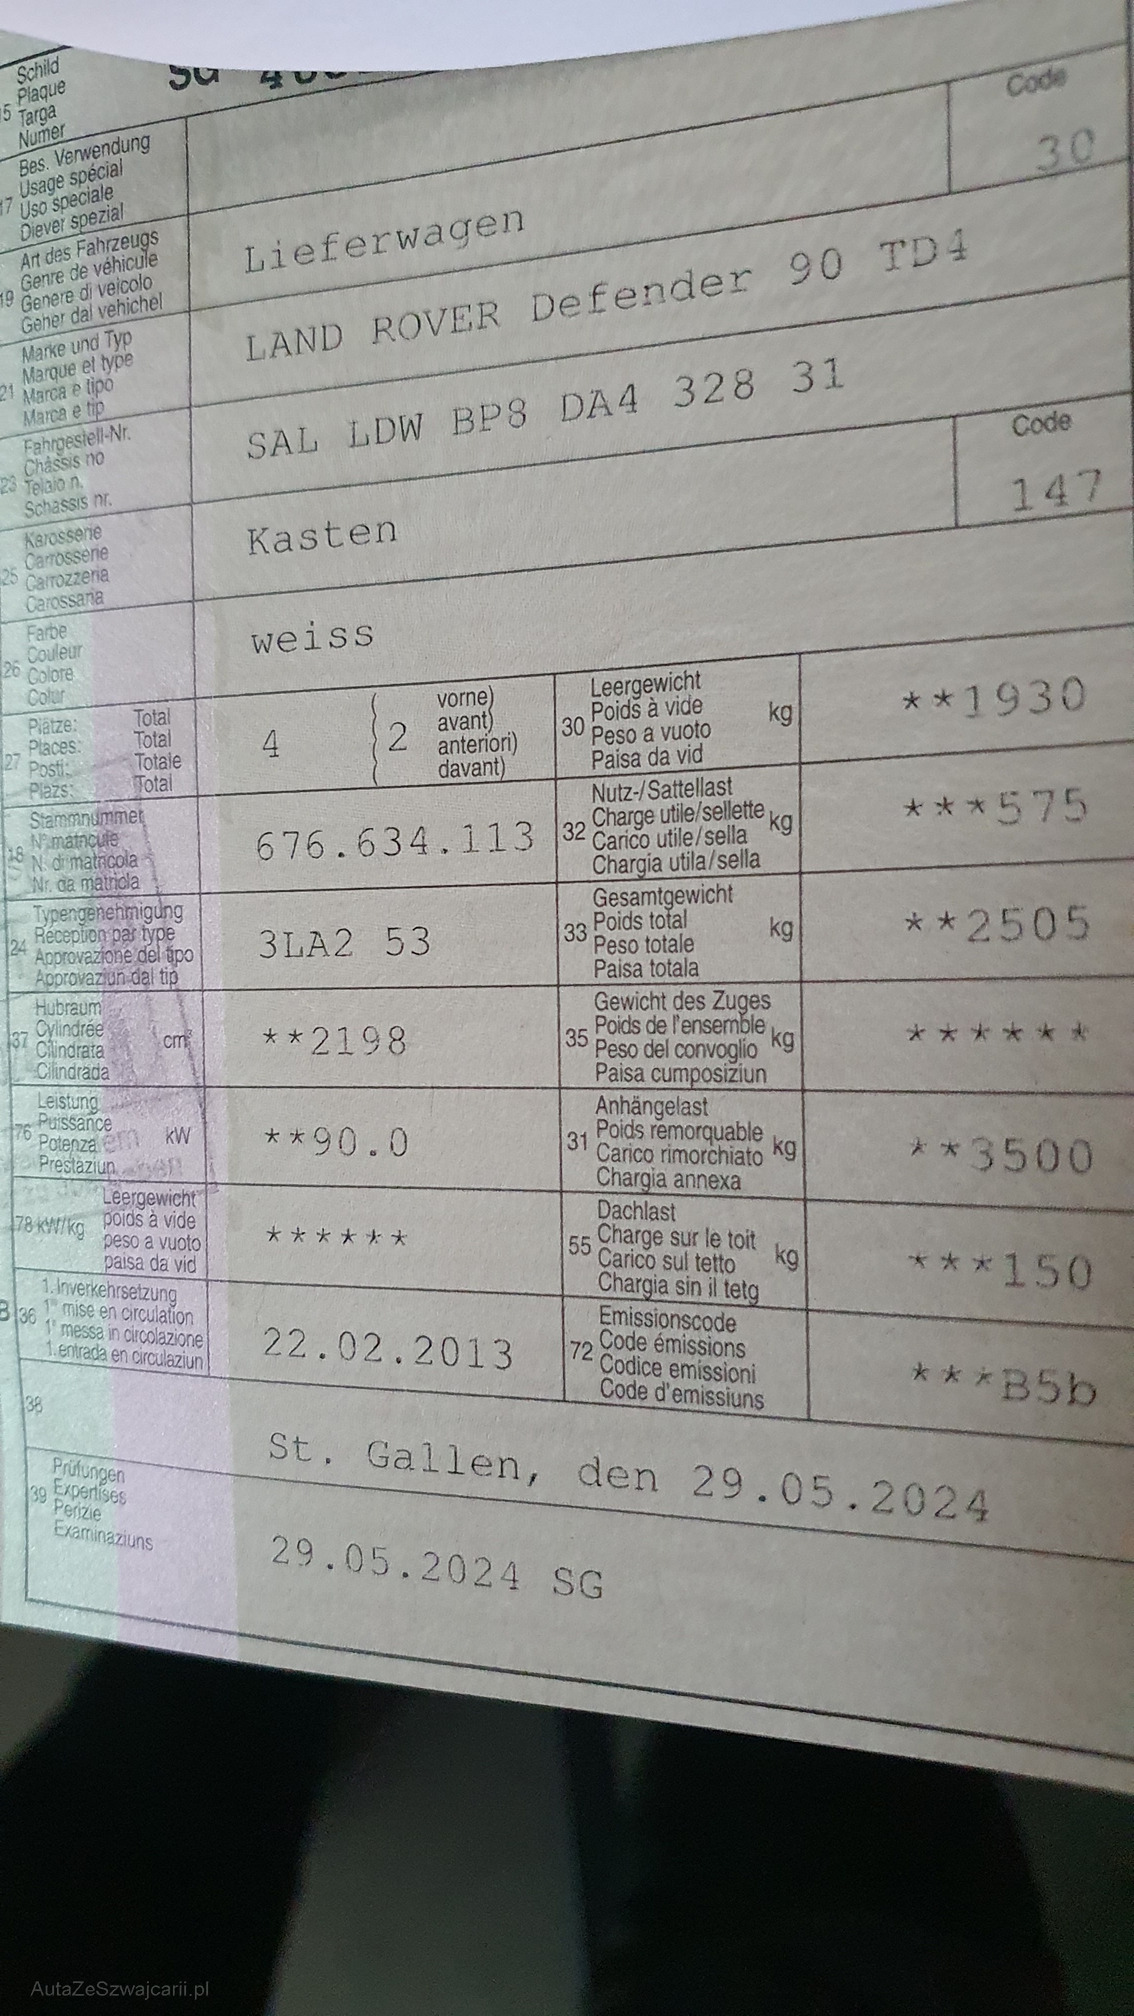 Schild
Plaque
15 Targa
Numer
SG
Bes. Verwendung
17 Usage spécial
Uso speciale
Diever spezial
Code
30
Art des Fahrzeugs
19 Genre de véhicule
Genere di veicolo
Gener dal vehichel
Lieferwagen
Marke und Typ
21 Marque et type
Marca e tipo
Marca e tip
LAND ROVER Defender 90 TD4
Fahrgestell-Nr.
23 Châssis no
Telaio n.
Schassis nr.
SAL LDW BP8 DA4 328 31
Karosserie
25 Carrosserie
Carrozzeria
Carossaria
Kasten
Code
147
Farbe
26 Couleur
Colore
Colur
weiss
27 Plätze: Total
Places: Total
Posti: Totale
Plazs: Total
4 2 vorne)
avant)
anteriori)
davant)
30 Leergewicht
Poids à vide
Peso a vuoto
Paisa da vid
kg **1930
18 Stammnummer
N° matricule
N. di matricola
Nr. da matricla
676.634.113
32 Nutz-/Sattellast
Charge utile/sellette
Carico utile/sella
Chargia utila/sella
kg ***575
24 Typengenehmigung
Réception par type
Approvazione del tipo
Approvaziun dal tip
3LA2 53
33 Gesamtgewicht
Poids total
Peso totale
Paisa totala
kg **2505
37 Hubraum
Cylindrée
Cilindrata
Cilindrada
cm³ **2198
35 Gewicht des Zuges
Poids de l'ensemble
Peso del convoglio
Paisa cumposiziun
kg ******
76 Leistung
Puissance
Potenza
Prestaziun
kW **90.0
31 Anhängelast
Poids remorquable
Carico rimorchiato
Chargia annexa
kg **3500
78 kW/kg Leergewicht
poids à vide
peso a vuoto
paisa da vid
******
55 Dachlast
Charge sur le toit
Carico sul tetto
Chargia sin il tetg
kg ***150
B 36 1. Inverkehrsetzung
1re mise en circulation
1a messa in circolazione
1. entrada en circulaziun
22.02.2013
72 Emissionscode
Code émissions
Codice emissioni
Code d'emissiuns
***B5b
38
St. Gallen, den 29.05.2024
39 Prüfungen
Expertises
Perizie
Examinaziuns
29.05.2024 SG
AutaZeSzwajcarii.pl